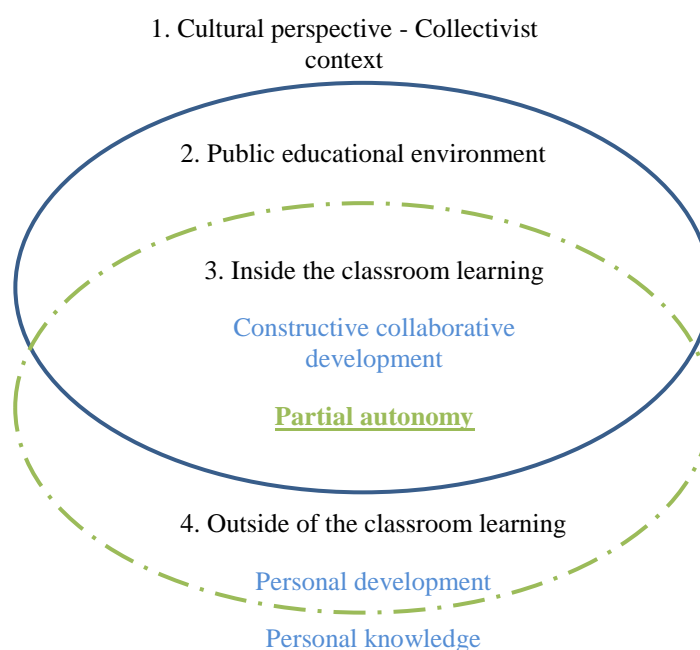 1. Cultural perspective - Collectivist
context
2. Public educational environment
3. Inside the classroom learning
Constructive collaborative
development
Partial autonomy
4. Outside of the classroom learning
Personal development
Personal knowledge